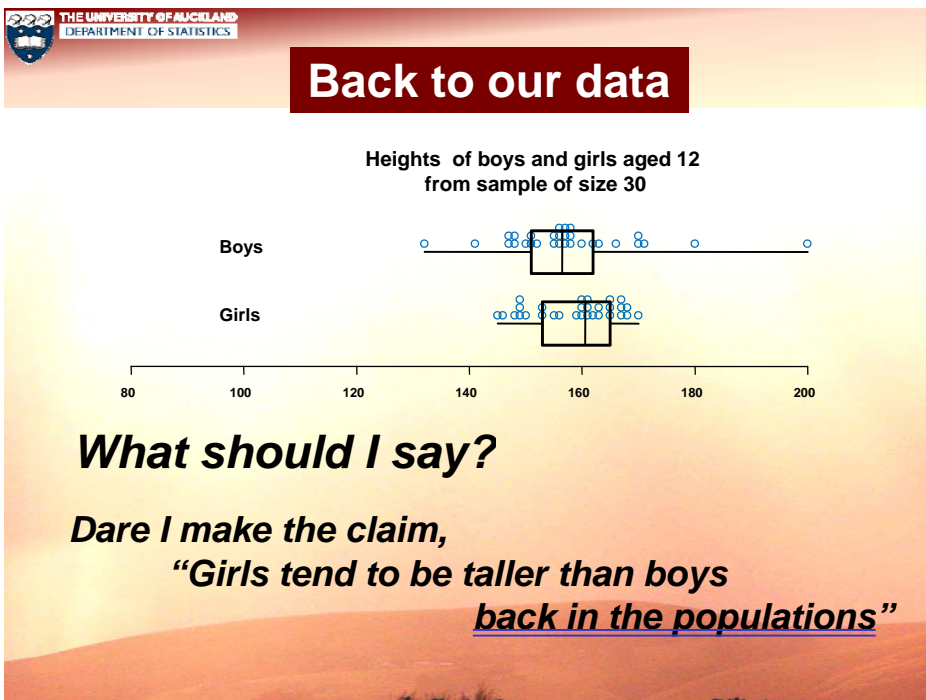 THE UNIVERSITY OF AUCKLAND
DEPARTMENT OF STATISTICS
Back to our data
Heights of boys and girls aged 12
from sample of size 30
Boys
Girls
80 100 120 140 160 180 200
What should I say?
Dare I make the claim,
“Girls tend to be taller than boys
back in the populations”